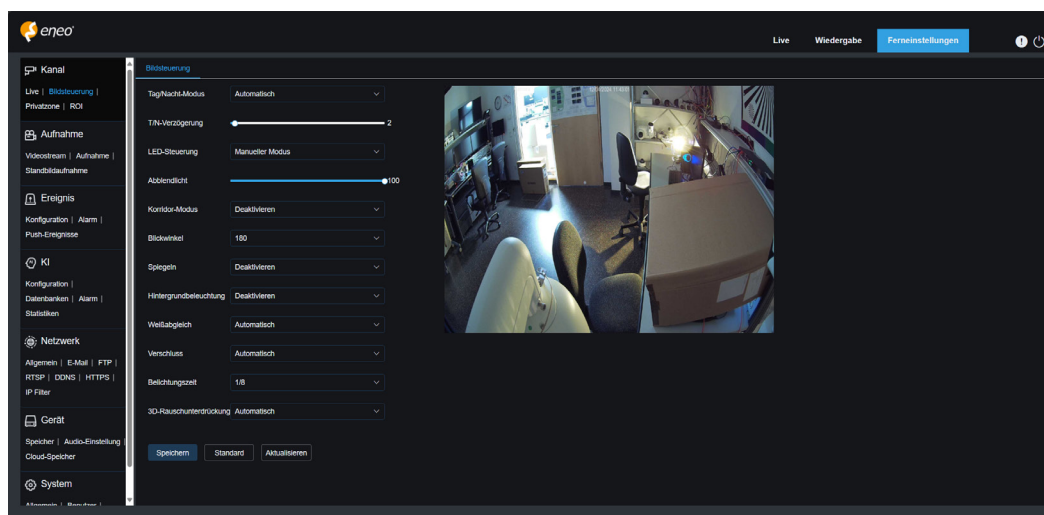 eneo
Live Wiedergabe Ferneinstellungen
Kanal
Live | Bildsteuerung |
Privatzone | ROI
Aufnahme
Videostream | Aufnahme |
Standbildaufnahme
Ereignis
Konfiguration | Alarm |
Push-Ereignisse
KI
Konfiguration |
Datenbanken | Alarm |
Statistiken
Netzwerk
Allgemein | E-Mail | FTP |
RTSP | DDNS | HTTPS |
IP Filter
Gerät
Speicher | Audio-Einstellung
Cloud-Speicher
System
Allgemein | Benutzer |
Bildsteuerung
Tag/Nacht-Modus Automatisch
T/N-Verzögerung 2
LED-Steuerung Manueller Modus
Abblendlicht 100
Korridor-Modus Deaktivieren
Blickwinkel 180
Spiegeln Deaktivieren
Hintergrundbeleuchtung Deaktivieren
Weißabgleich Automatisch
Verschluss Automatisch
Belichtungszeit 1/8
3D-Rauschunterdrückung Automatisch
Speichern Standard Aktualisieren